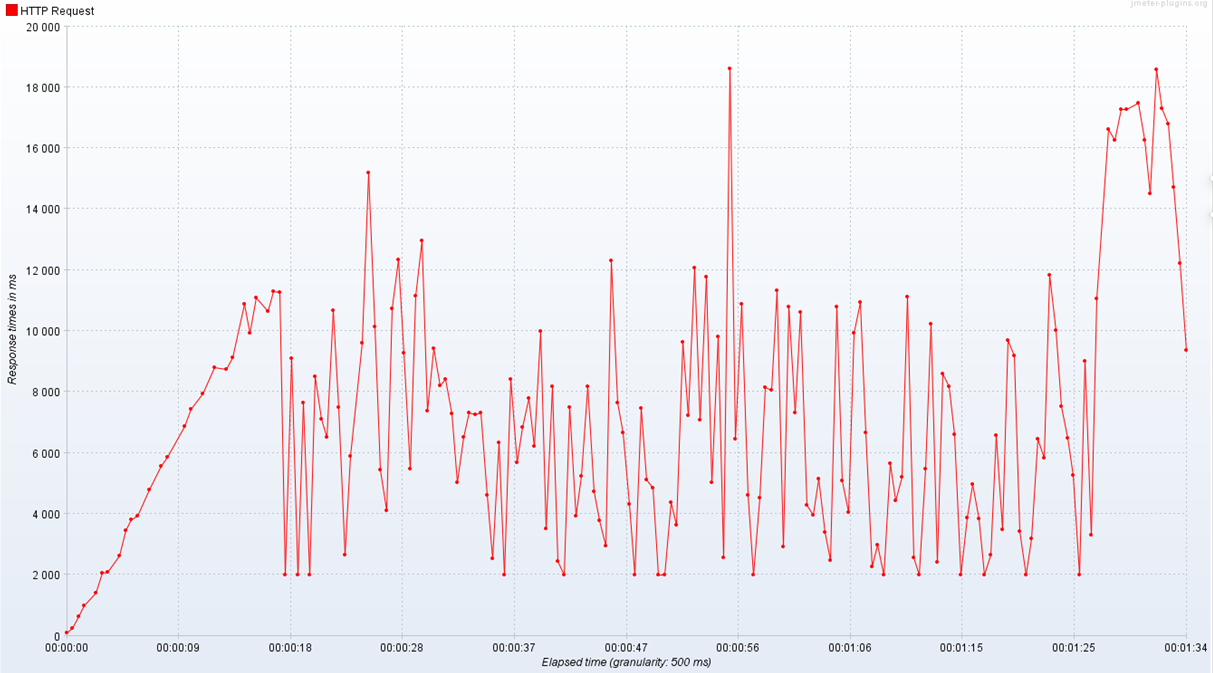 jmeter-plugins.org
HTTP Request
20 000
18 000
16 000
14 000
12 000
10 000
8 000
6 000
4 000
2 000
0
Response times in ms
00:00:00 00:00:09 00:00:18 00:00:28 00:00:37 00:00:47 00:00:56 00:01:06 00:01:15 00:01:25 00:01:34
Elapsed time (granularity: 500 ms)